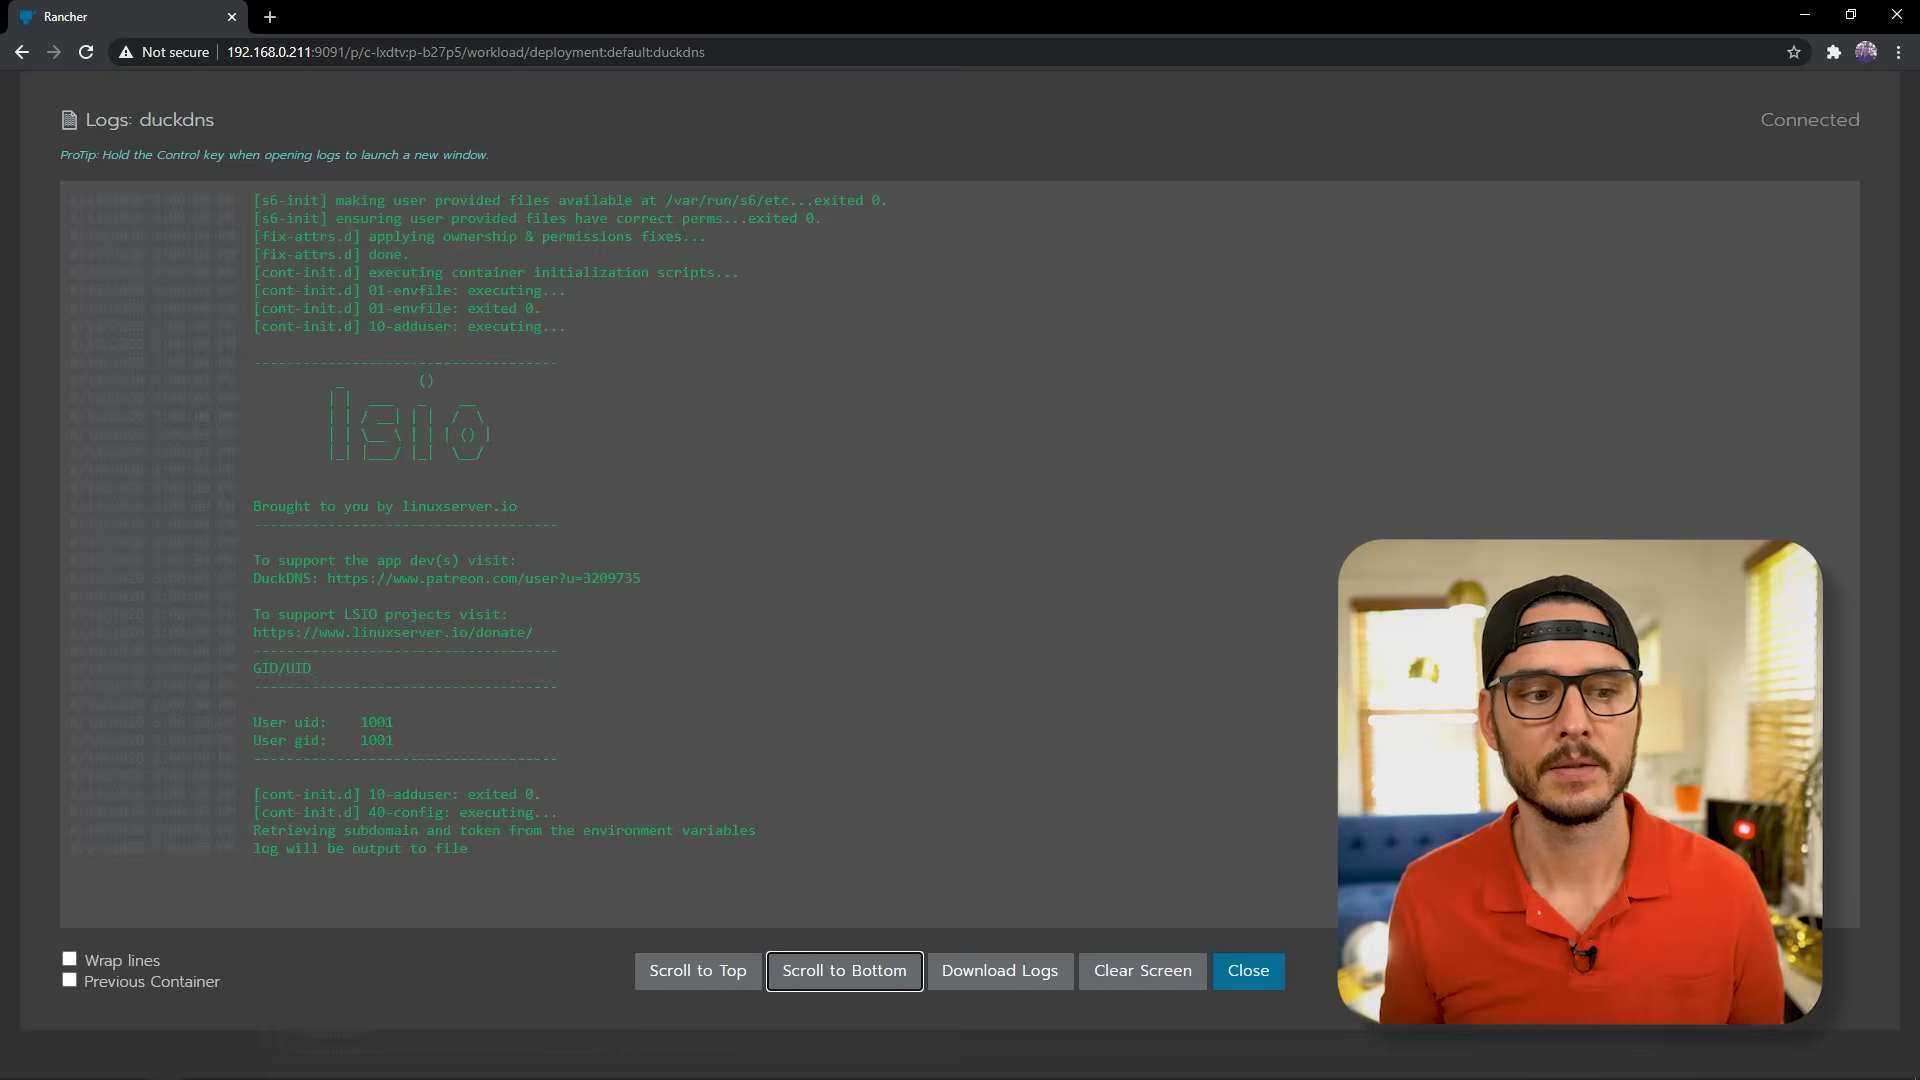 Rancher
Not secure
192.168.0.211:9091/p/c-lxdtv:p-b27p5/workload/deployment:default:duckdns
Logs: duckdns
Connected
ProTip: Hold the Control key when opening logs to launch a new window.
[s6-init] making user provided files available at /var/run/s6/etc...exited 0.
[s6-init] ensuring user provided files have correct perms...exited 0.
[fix-attrs.d] applying ownership & permissions fixes...
[fix-attrs.d] done.
[cont-init.d] executing container initialization scripts...
[cont-init.d] 01-envfile: executing...
[cont-init.d] 01-envfile: exited 0.
[cont-init.d] 10-adduser: executing...
-------------------------------------
lsio
Brought to you by linuxserver.io
-------------------------------------
To support the app dev(s) visit:
DuckDNS: https://www.patreon.com/user?u=3209735
To support LSIO projects visit:
https://www.linuxserver.io/donate/
-------------------------------------
GID/UID
-------------------------------------
User uid:    1001
User gid:    1001
-------------------------------------
[cont-init.d] 10-adduser: exited 0.
[cont-init.d] 40-config: executing...
Retrieving subdomain and token from the environment variables
log will be output to file
Wrap lines
Previous Container
Scroll to Top
Scroll to Bottom
Download Logs
Clear Screen
Close